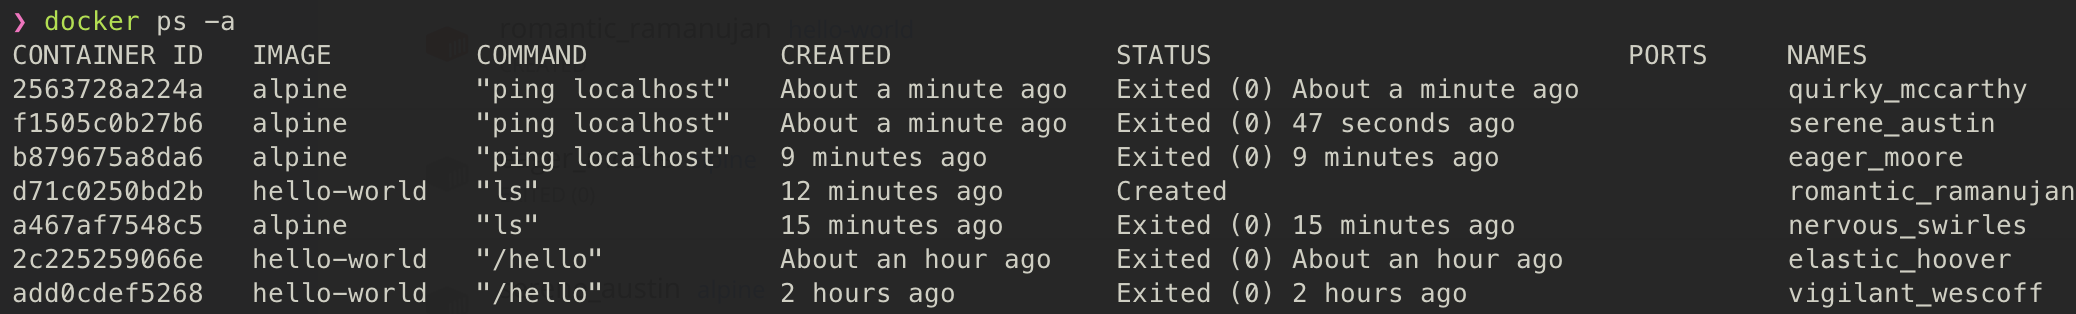 ❯ docker ps -a
CONTAINER ID   IMAGE         COMMAND            CREATED              STATUS                          PORTS     NAMES
2563728a224a   alpine        "ping localhost"   About a minute ago   Exited (0) About a minute ago             quirky_mccarthy
f1505c0b27b6   alpine        "ping localhost"   About a minute ago   Exited (0) 47 seconds ago                 serene_austin
b879675a8da6   alpine        "ping localhost"   9 minutes ago        Exited (0) 9 minutes ago                  eager_moore
d71c0250bd2b   hello-world   "ls"               12 minutes ago       Created                                   romantic_ramanujan
a467af7548c5   alpine        "ls"               15 minutes ago       Exited (0) 15 minutes ago                 nervous_swirles
2c225259066e   hello-world   "/hello"           About an hour ago    Exited (0) About an hour ago              elastic_hoover
add0cdef5268   hello-world   "/hello"           2 hours ago          Exited (0) 2 hours ago                    vigilant_wescoff